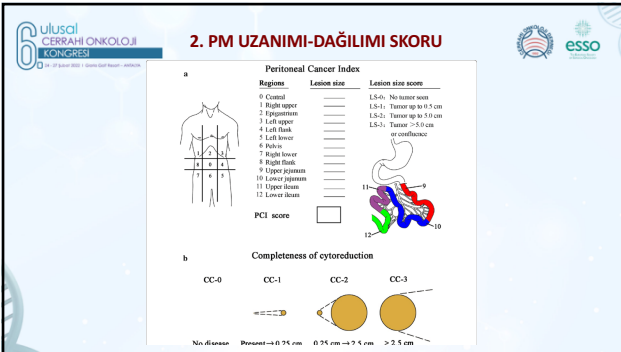 6 ulusal
CERRAHİ ONKOLOJİ
KONGRESİ
2. PM UZANIMI-DAĞILIMI SKORU
esso
a
Peritoneal Cancer Index
Regions Lesion size Lesion size score
0 Central
1 Right upper
2 Epigastrium
3 Left upper
4 Left flank
5 Left lower
6 Pelvis
7 Right lower
8 Right flank
9 Upper jejunum
10 Lower jujunum
11 Upper ileum
12 Lower ileum
LS-0: No tumor seen
LS-1: Tumor up to 0.5 cm
LS-2: Tumor up to 5.0 cm
LS-3: Tumor >5.0 cm
or confluence
1 2 3
8 0 4
7 6 5
11 9
10
12
PCI score
b
Completeness of cytoreduction
CC-0 CC-1 CC-2 CC-3
No disease Present→0.25 cm 0.25 cm→2.5 cm >2.5 cm